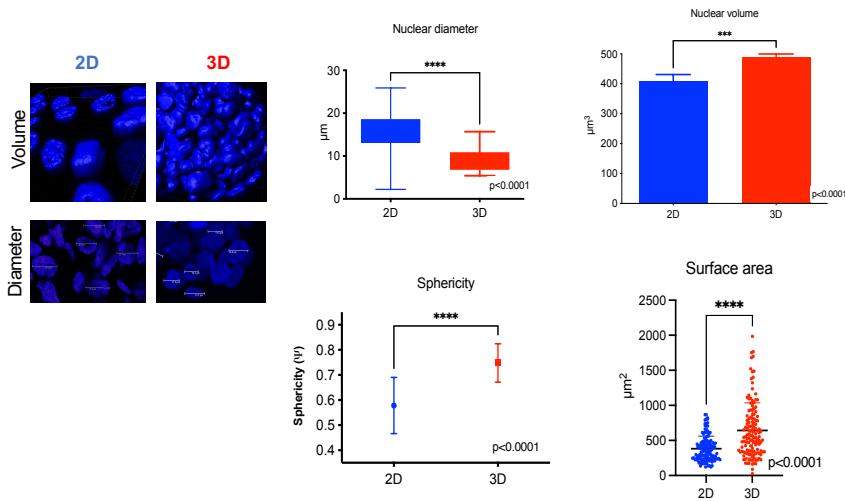 2D
3D
Volume
Diameter
Nuclear diameter
****
µm
30
20
10
0
p<0.0001
2D
3D
Nuclear volume
***
µm³
500
400
300
200
100
0
p<0.0001
2D
3D
Sphericity
****
Sphericity (Ψ)
0.9
0.8
0.7
0.6
0.5
0.4
p<0.0001
2D
3D
Surface area
****
µm²
2500
2000
1500
1000
500
0
p<0.0001
2D
3D